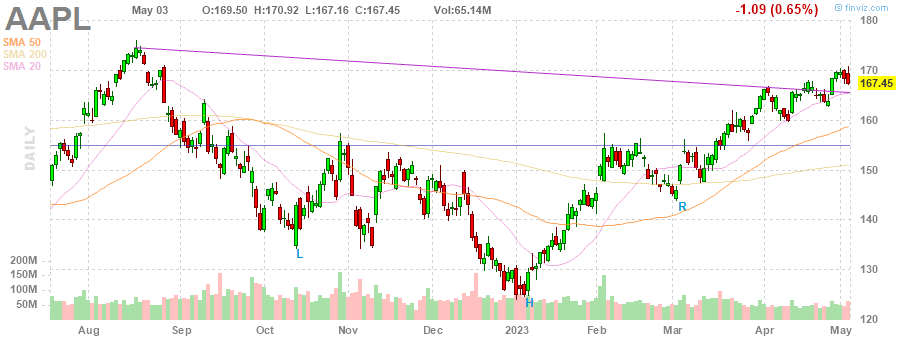 AAPL May 03 O:169.50 H:170.92 L:167.16 C:167.45 Vol:65.14M -1.09 (0.65%) © finviz.com
SMA 50
SMA 200
SMA 20
DAILY
180
170
167.45
160
150
140
130
120
200M
150M
100M
50M
L
H
R
Aug Sep Oct Nov Dec 2023 Feb Mar Apr May